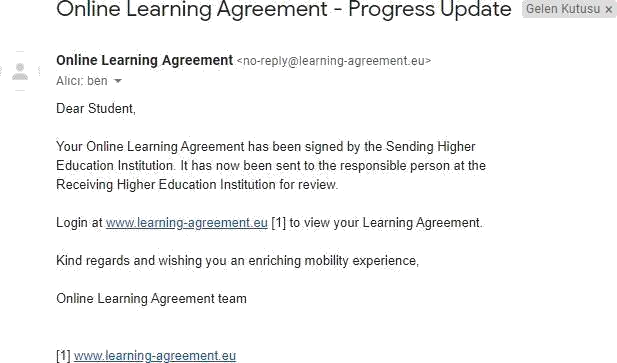 Online Learning Agreement - Progress Update Gelen Kutusu ×
Online Learning Agreement <no-reply@learning-agreement.eu>
Alıcı: ben
Dear Student,
Your Online Learning Agreement has been signed by the Sending Higher
Education Institution. It has now been sent to the responsible person at the
Receiving Higher Education Institution for review.
Login at www.learning-agreement.eu [1] to view your Learning Agreement.
Kind regards and wishing you an enriching mobility experience,
Online Learning Agreement team
[1] www.learning-agreement.eu